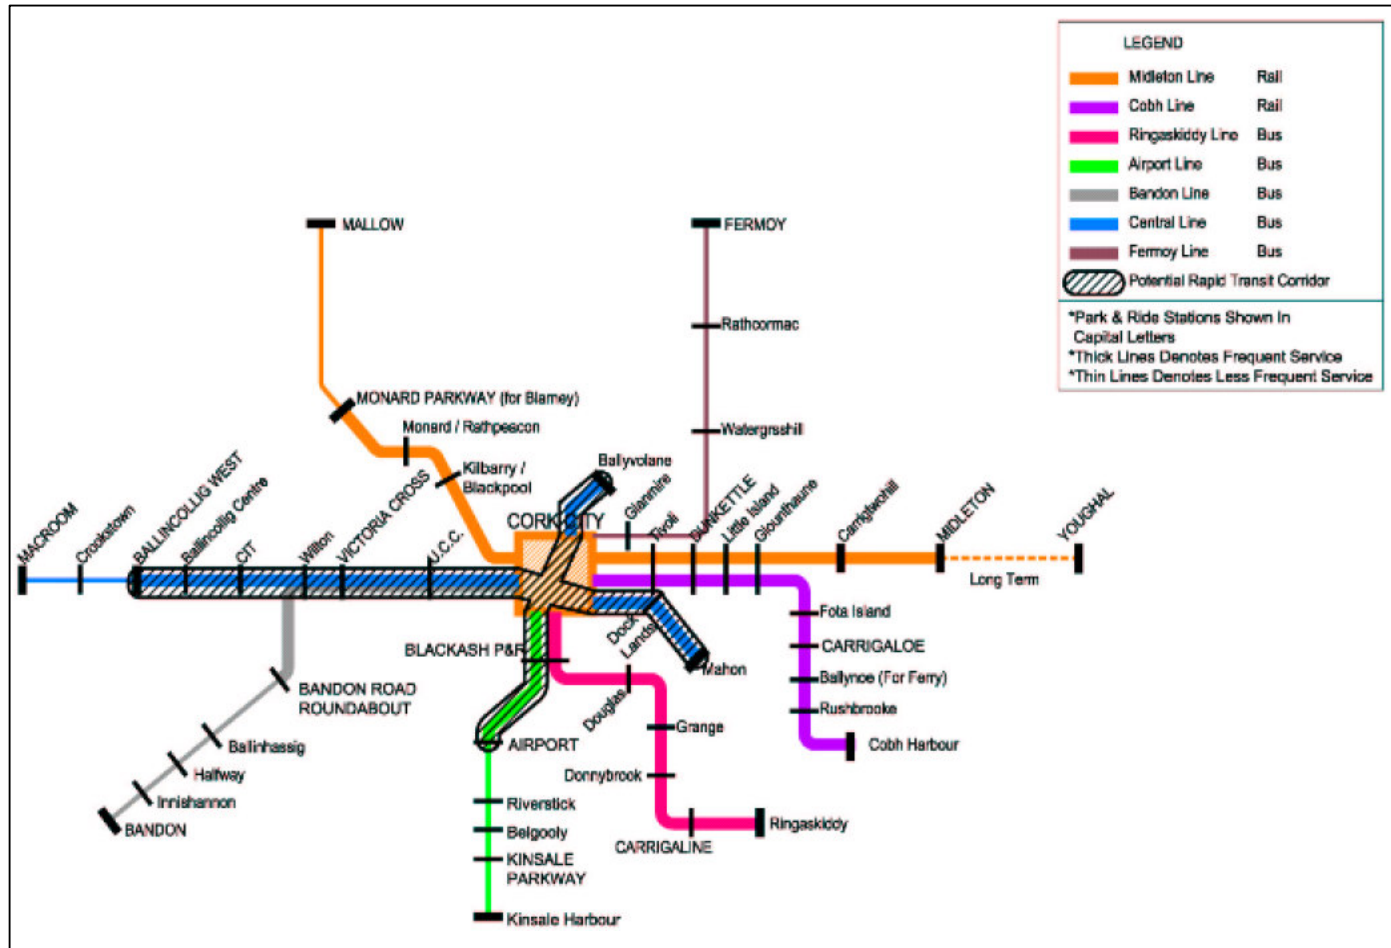 LEGEND
Midleton Line Rail
Cobh Line Rail
Ringaskiddy Line Bus
Airport Line Bus
Bandon Line Bus
Central Line Bus
Fermoy Line Bus
Potential Rapid Transit Corridor
*Park & Ride Stations Shown In
Capital Letters
*Thick Lines Denotes Frequent Service
*Thin Lines Denotes Less Frequent Service
MALLOW
FERMOY
Rathcormac
MONARD PARKWAY (for Blarney)
Monard / Rathpeacon
Watergrsshill
Kilbarry /
Blackpool
Ballyvolane
CORK CITY
Glanmire
MACROOM
Crookstown
BALLINCOLLIG WEST
Ballincollig Centre
CIT
Wilton
VICTORIA CROSS
U.C.C.
Tivoli
DUNKETTLE
Little Island
Glounthaune
Carrigtwohill
MIDLETON
YOUGHAL
Long Term
Fota Island
CARRIGALOE
Ballynoe (For Ferry)
Rushbrooke
Cobh Harbour
Dock
Lands
Mahon
BLACKASH P&R
Douglas
Grange
Donnybrook
CARRIGALINE
Ringaskiddy
BANDON ROAD
ROUNDABOUT
Ballinhassig
Halfway
Innishannon
BANDON
AIRPORT
Riverstick
Belgooly
KINSALE
PARKWAY
Kinsale Harbour